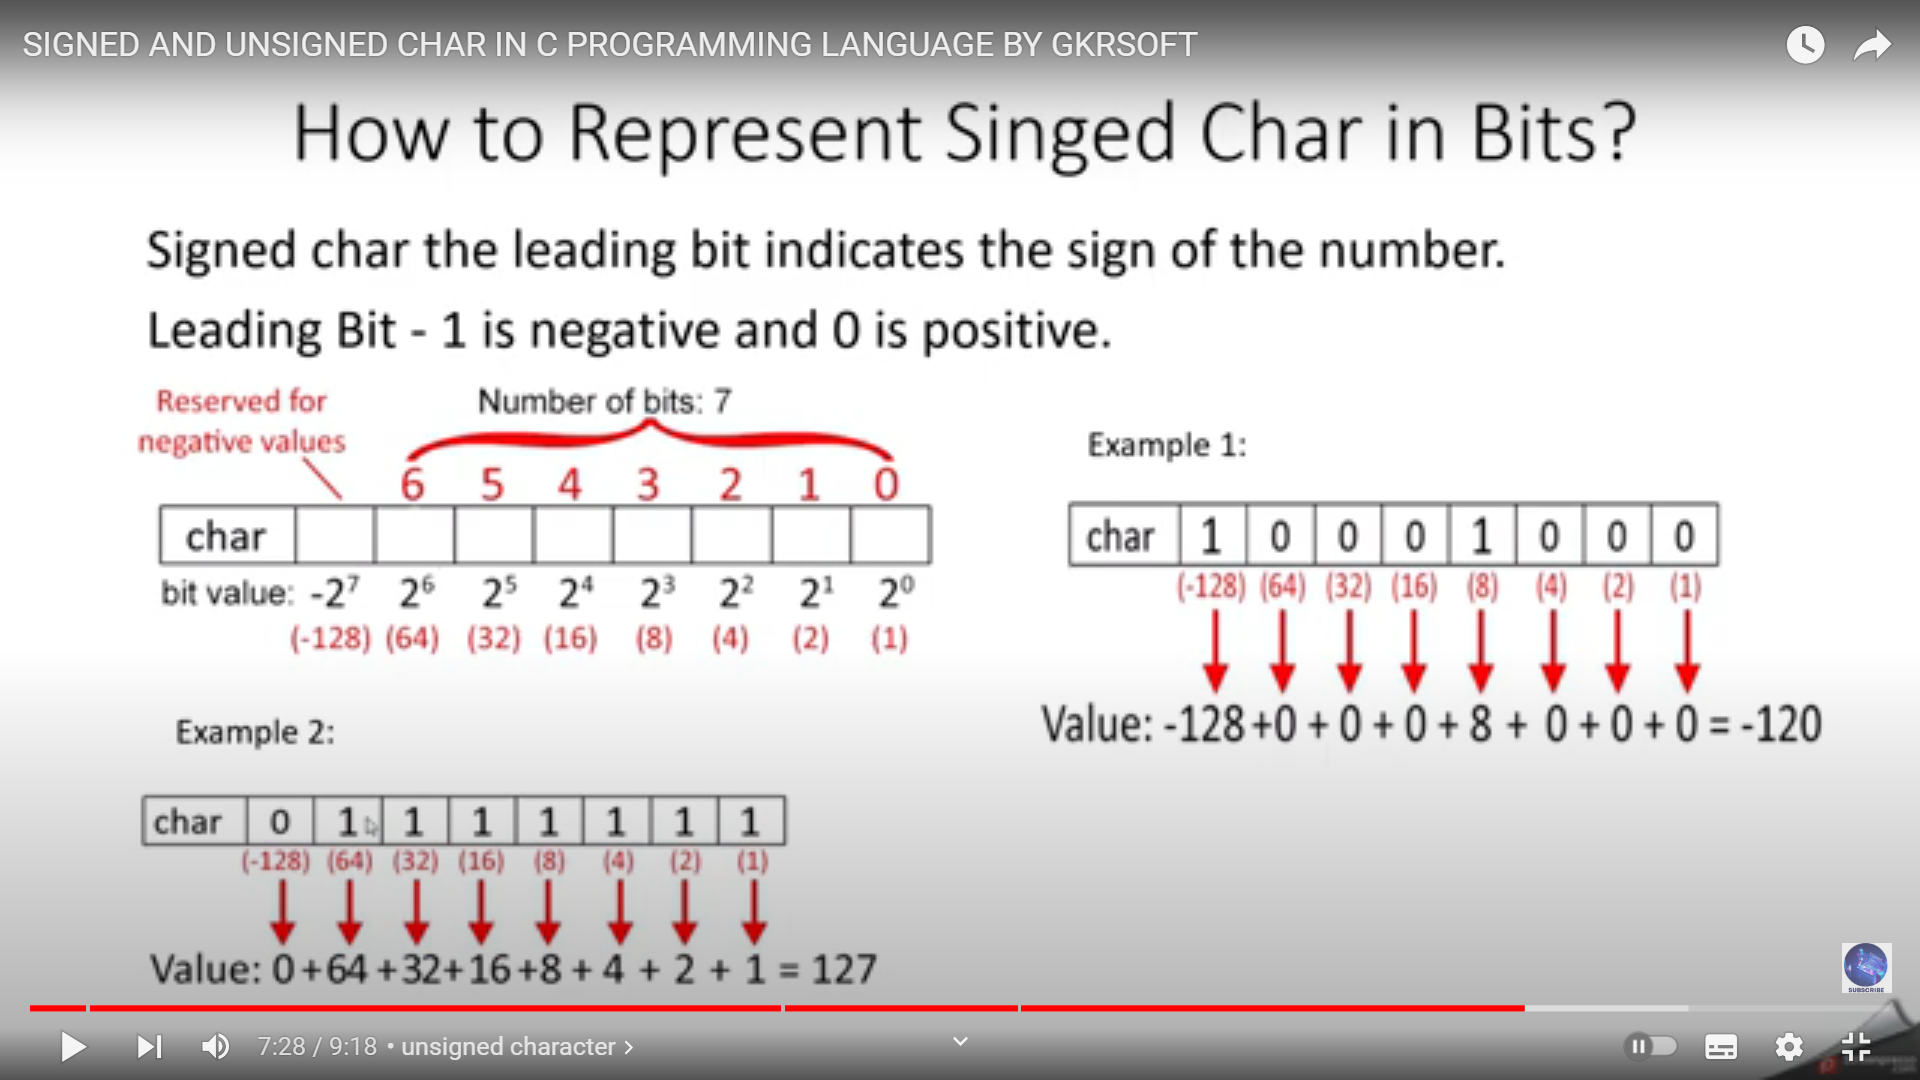 SIGNED AND UNSIGNED CHAR IN C PROGRAMMING LANGUAGE BY GKRSOFT
How to Represent Singed Char in Bits?
Signed char the leading bit indicates the sign of the number.
Leading Bit - 1 is negative and 0 is positive.
Reserved for
negative values
Number of bits: 7
6 5 4 3 2 1 0
char
bit value: -2⁷ 2⁶ 2⁵ 2⁴ 2³ 2² 2¹ 2⁰
(-128) (64) (32) (16) (8) (4) (2) (1)
Example 1:
char 1 0 0 0 1 0 0 0
(-128) (64) (32) (16) (8) (4) (2) (1)
Value: -128+0+0+0+8+ 0+0+0 = -120
Example 2:
char 0 1 1 1 1 1 1 1
(-128) (64) (32) (16) (8) (4) (2) (1)
Value: 0+64+32+16+8+4+2+1 = 127
SUBSCRIBE
7:28 / 9:18 • unsigned character >